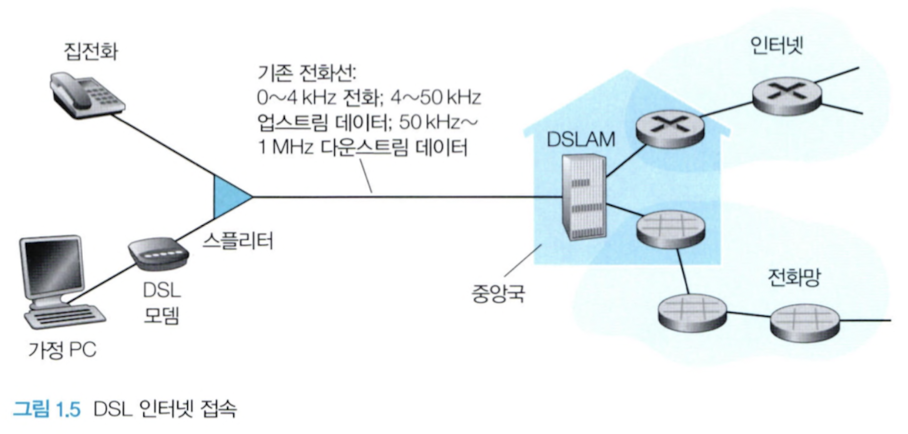 집전화
기존 전화선:
0~4 kHz 전화; 4~50 kHz
업스트림 데이터; 50 kHz~
1 MHz 다운스트림 데이터
인터넷
DSLAM
스플리터
DSL
모뎀
가정 PC
중앙국
전화망
그림 1.5 DSL 인터넷 접속